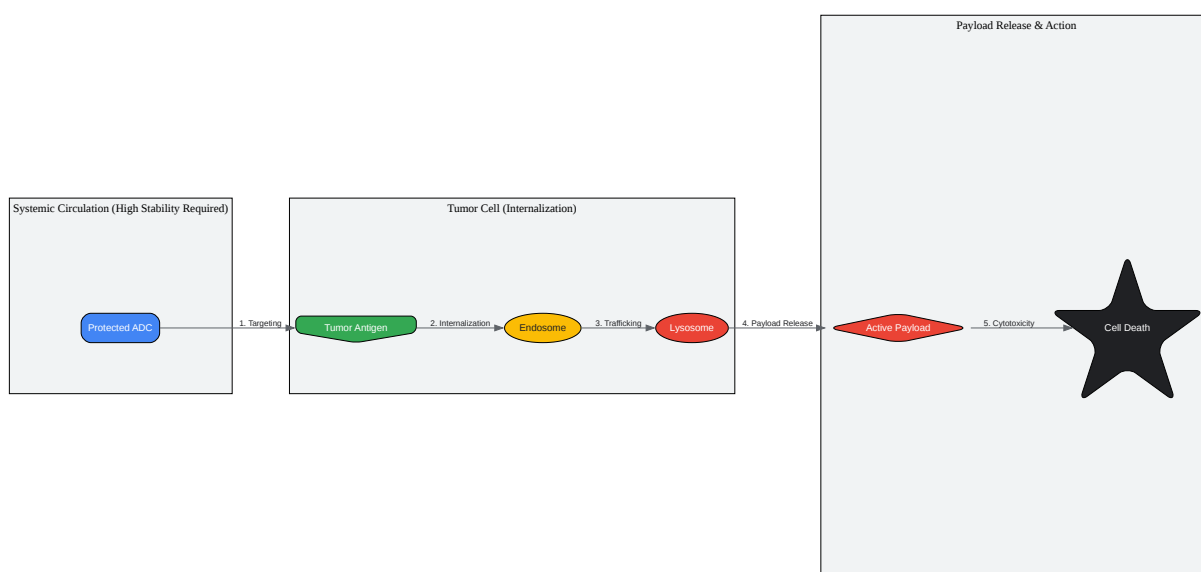 Payload Release & Action
Systemic Circulation (High Stability Required)
Tumor Cell (Internalization)
Protected ADC
1. Targeting
Tumor Antigen
2. Internalization
Endosome
3. Trafficking
Lysosome
4. Payload Release
Active Payload
5. Cytotoxicity
Cell Death